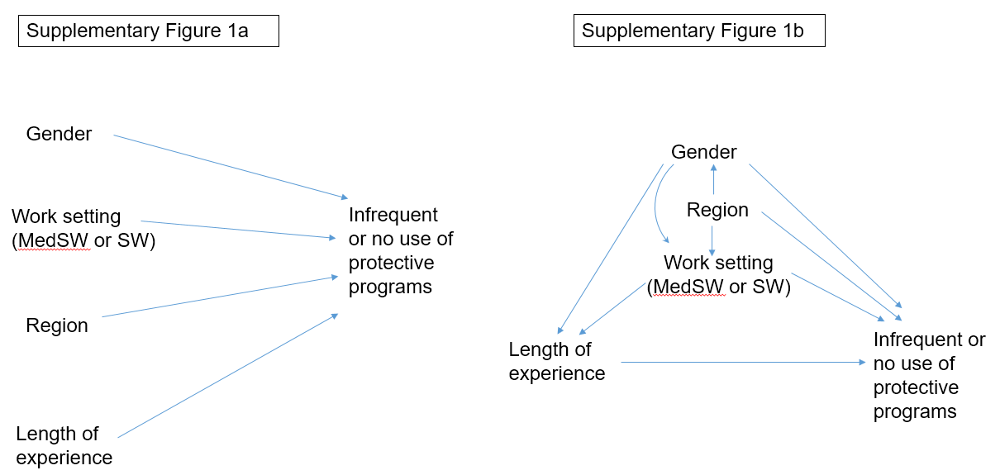 Supplementary Figure 1a
Gender
Work setting
(MedSW or SW)
Region
Length of
experience
Infrequent
or no use of
protective
programs
Supplementary Figure 1b
Gender
Region
Work setting
(MedSW or SW)
Length of
experience
Infrequent or
no use of
protective
programs